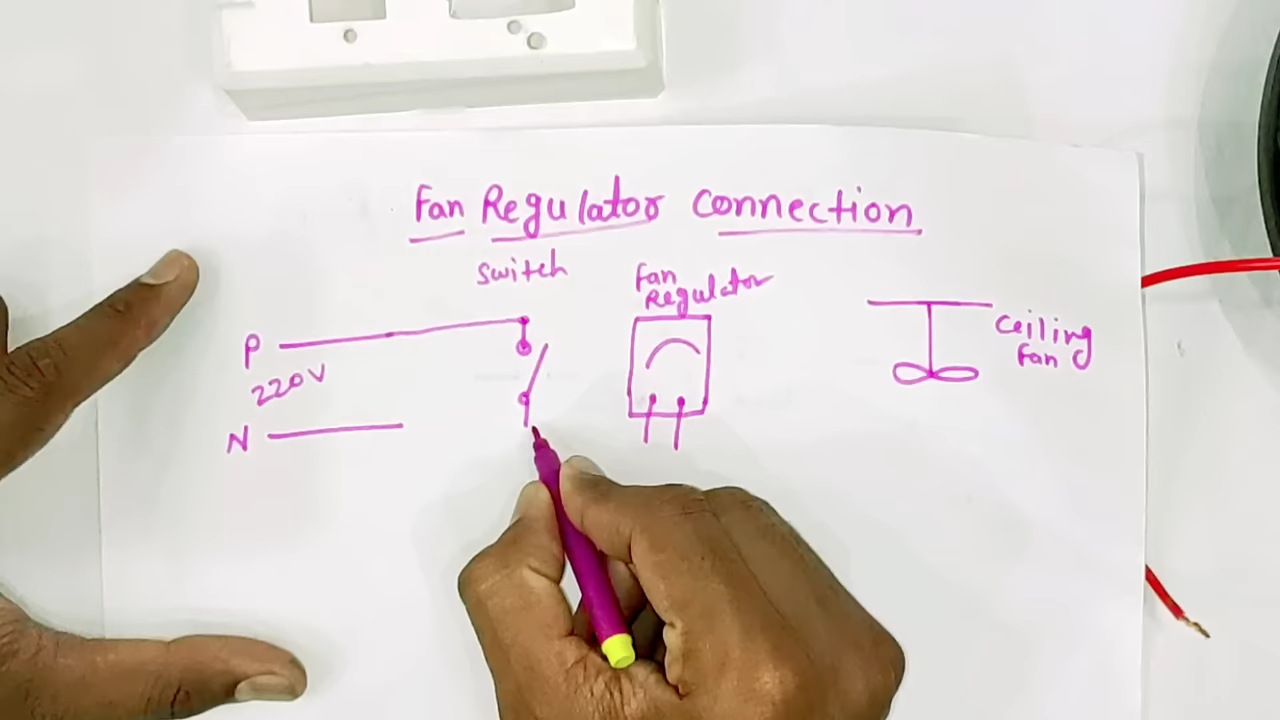 Fan Regulator Connection
Switch
Fan
Regulator
P
220V
N
Ceiling
Fan